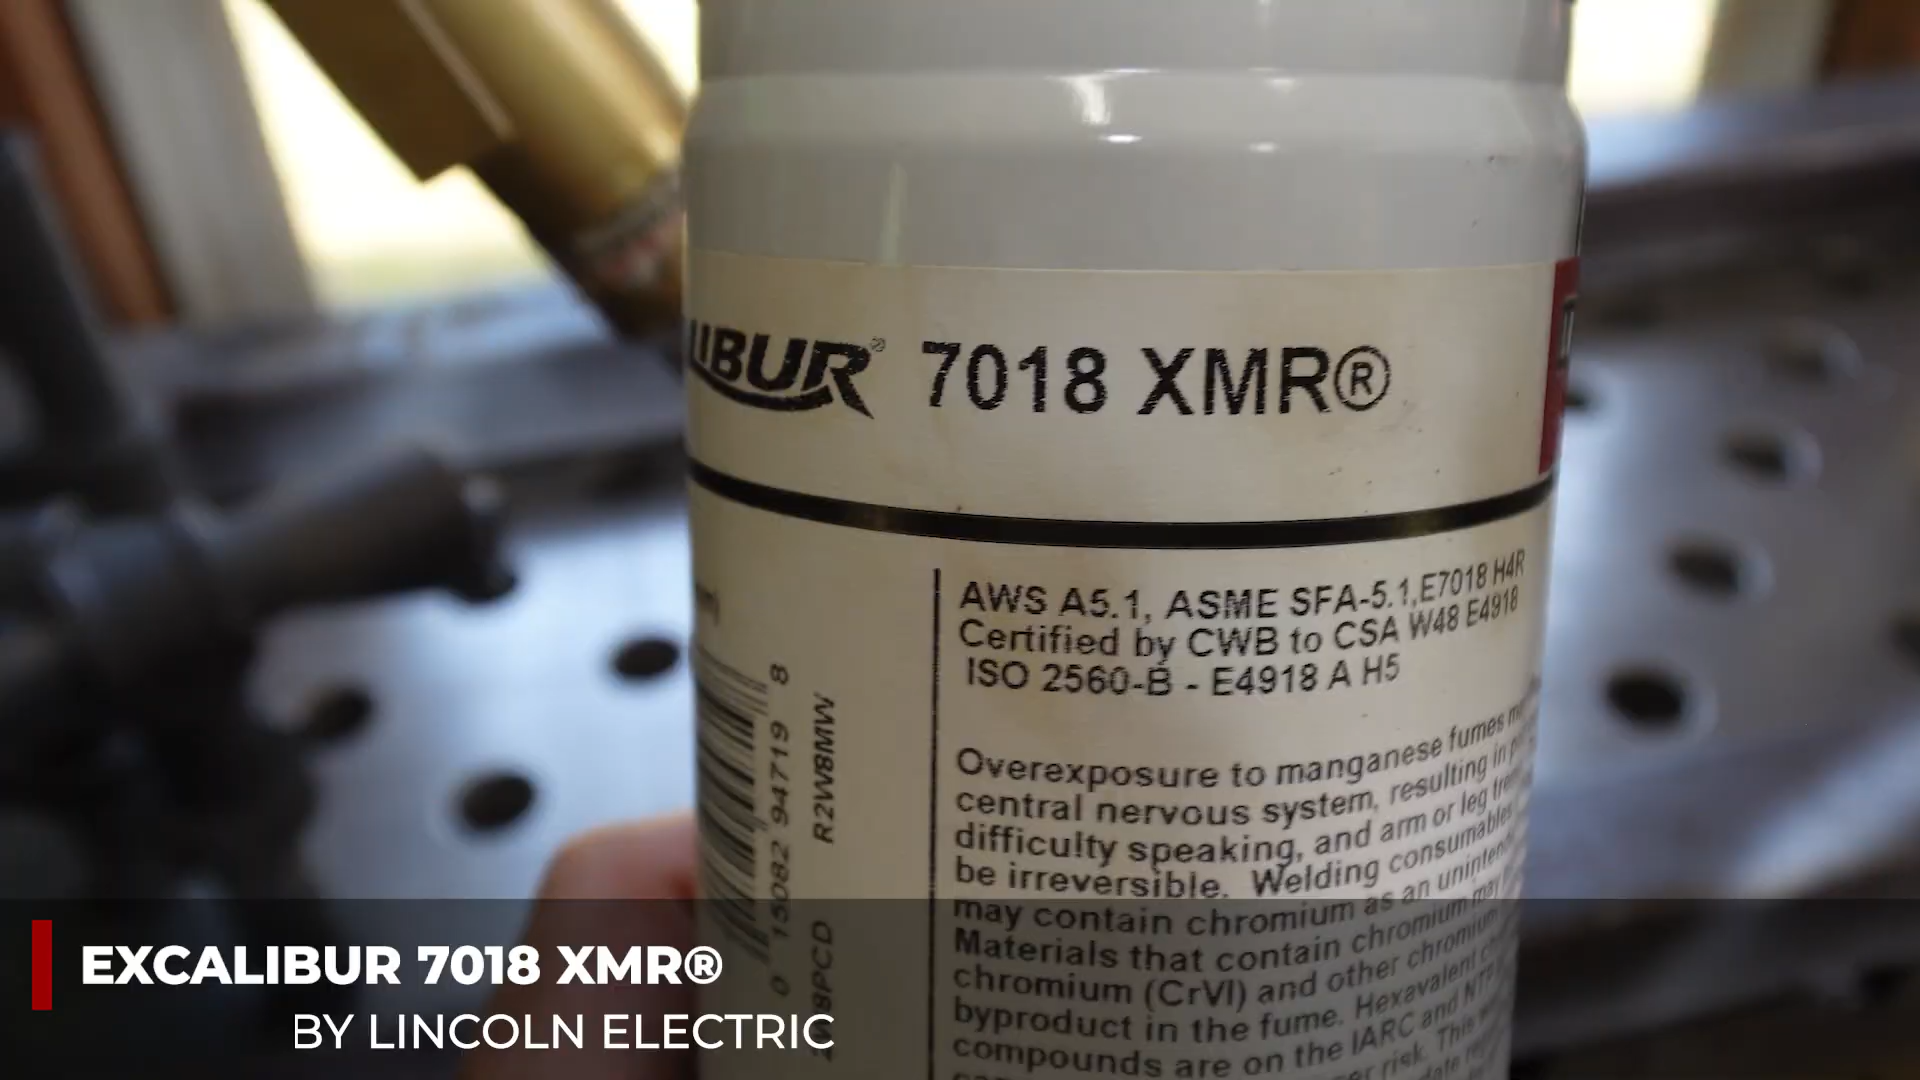 LIBUR® 7018 XMR®
AWS A5.1, ASME SFA-5.1, E7018 H4R
Certified by CWB to CSA W48 E4918
ISO 2560-B - E4918 A H5
Overexposure to manganese fumes
central nervous system, resulting in
difficulty speaking, and arm or leg
be irreversible. Welding consumables
may contain chromium as an
Materials that contain chromium may
chromium (CrVI) and other chromium
byproduct in the fume. Hexavalent
compounds are on the IARC and
risk. This
0 15082 94719 8
R2W8MW
EXCALIBUR 7018 XMR®
BY LINCOLN ELECTRIC